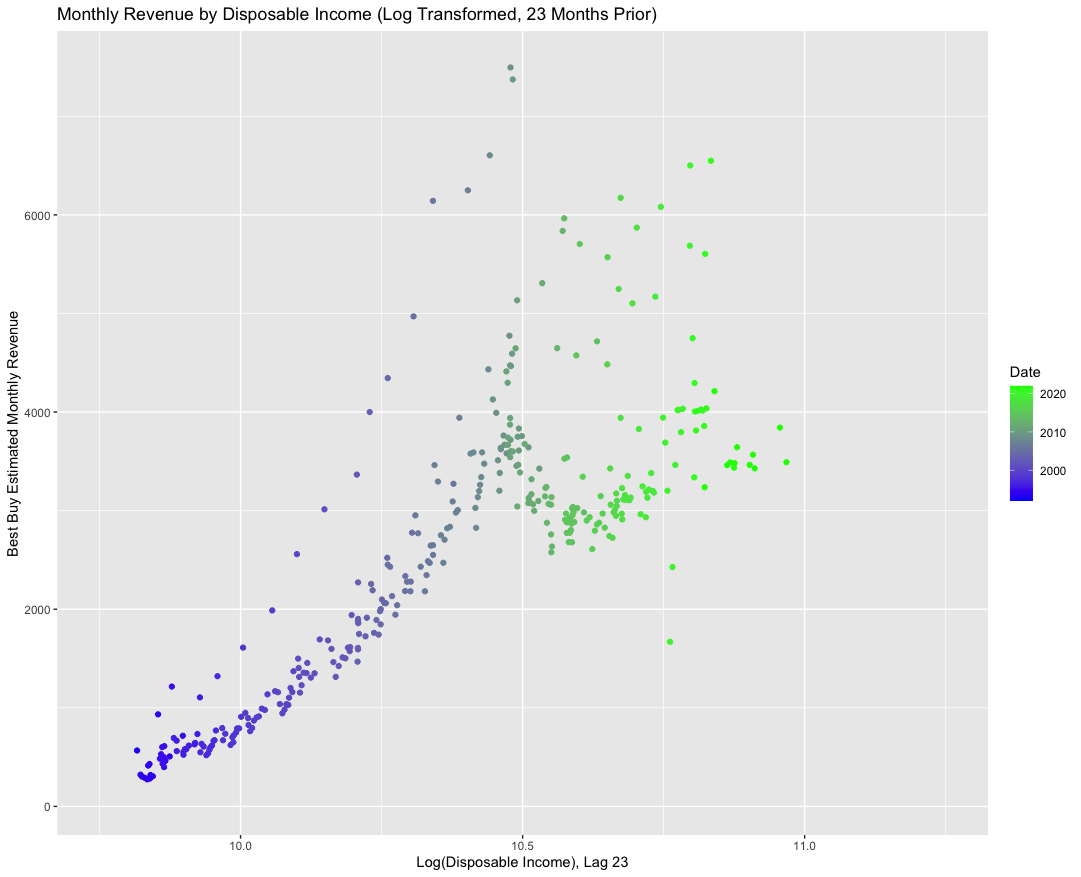 Monthly Revenue by Disposable Income (Log Transformed, 23 Months Prior)
Best Buy Estimated Monthly Revenue
6000
4000
2000
0
10.0
10.5
11.0
Log(Disposable Income), Lag 23
Date
2020
2010
2000